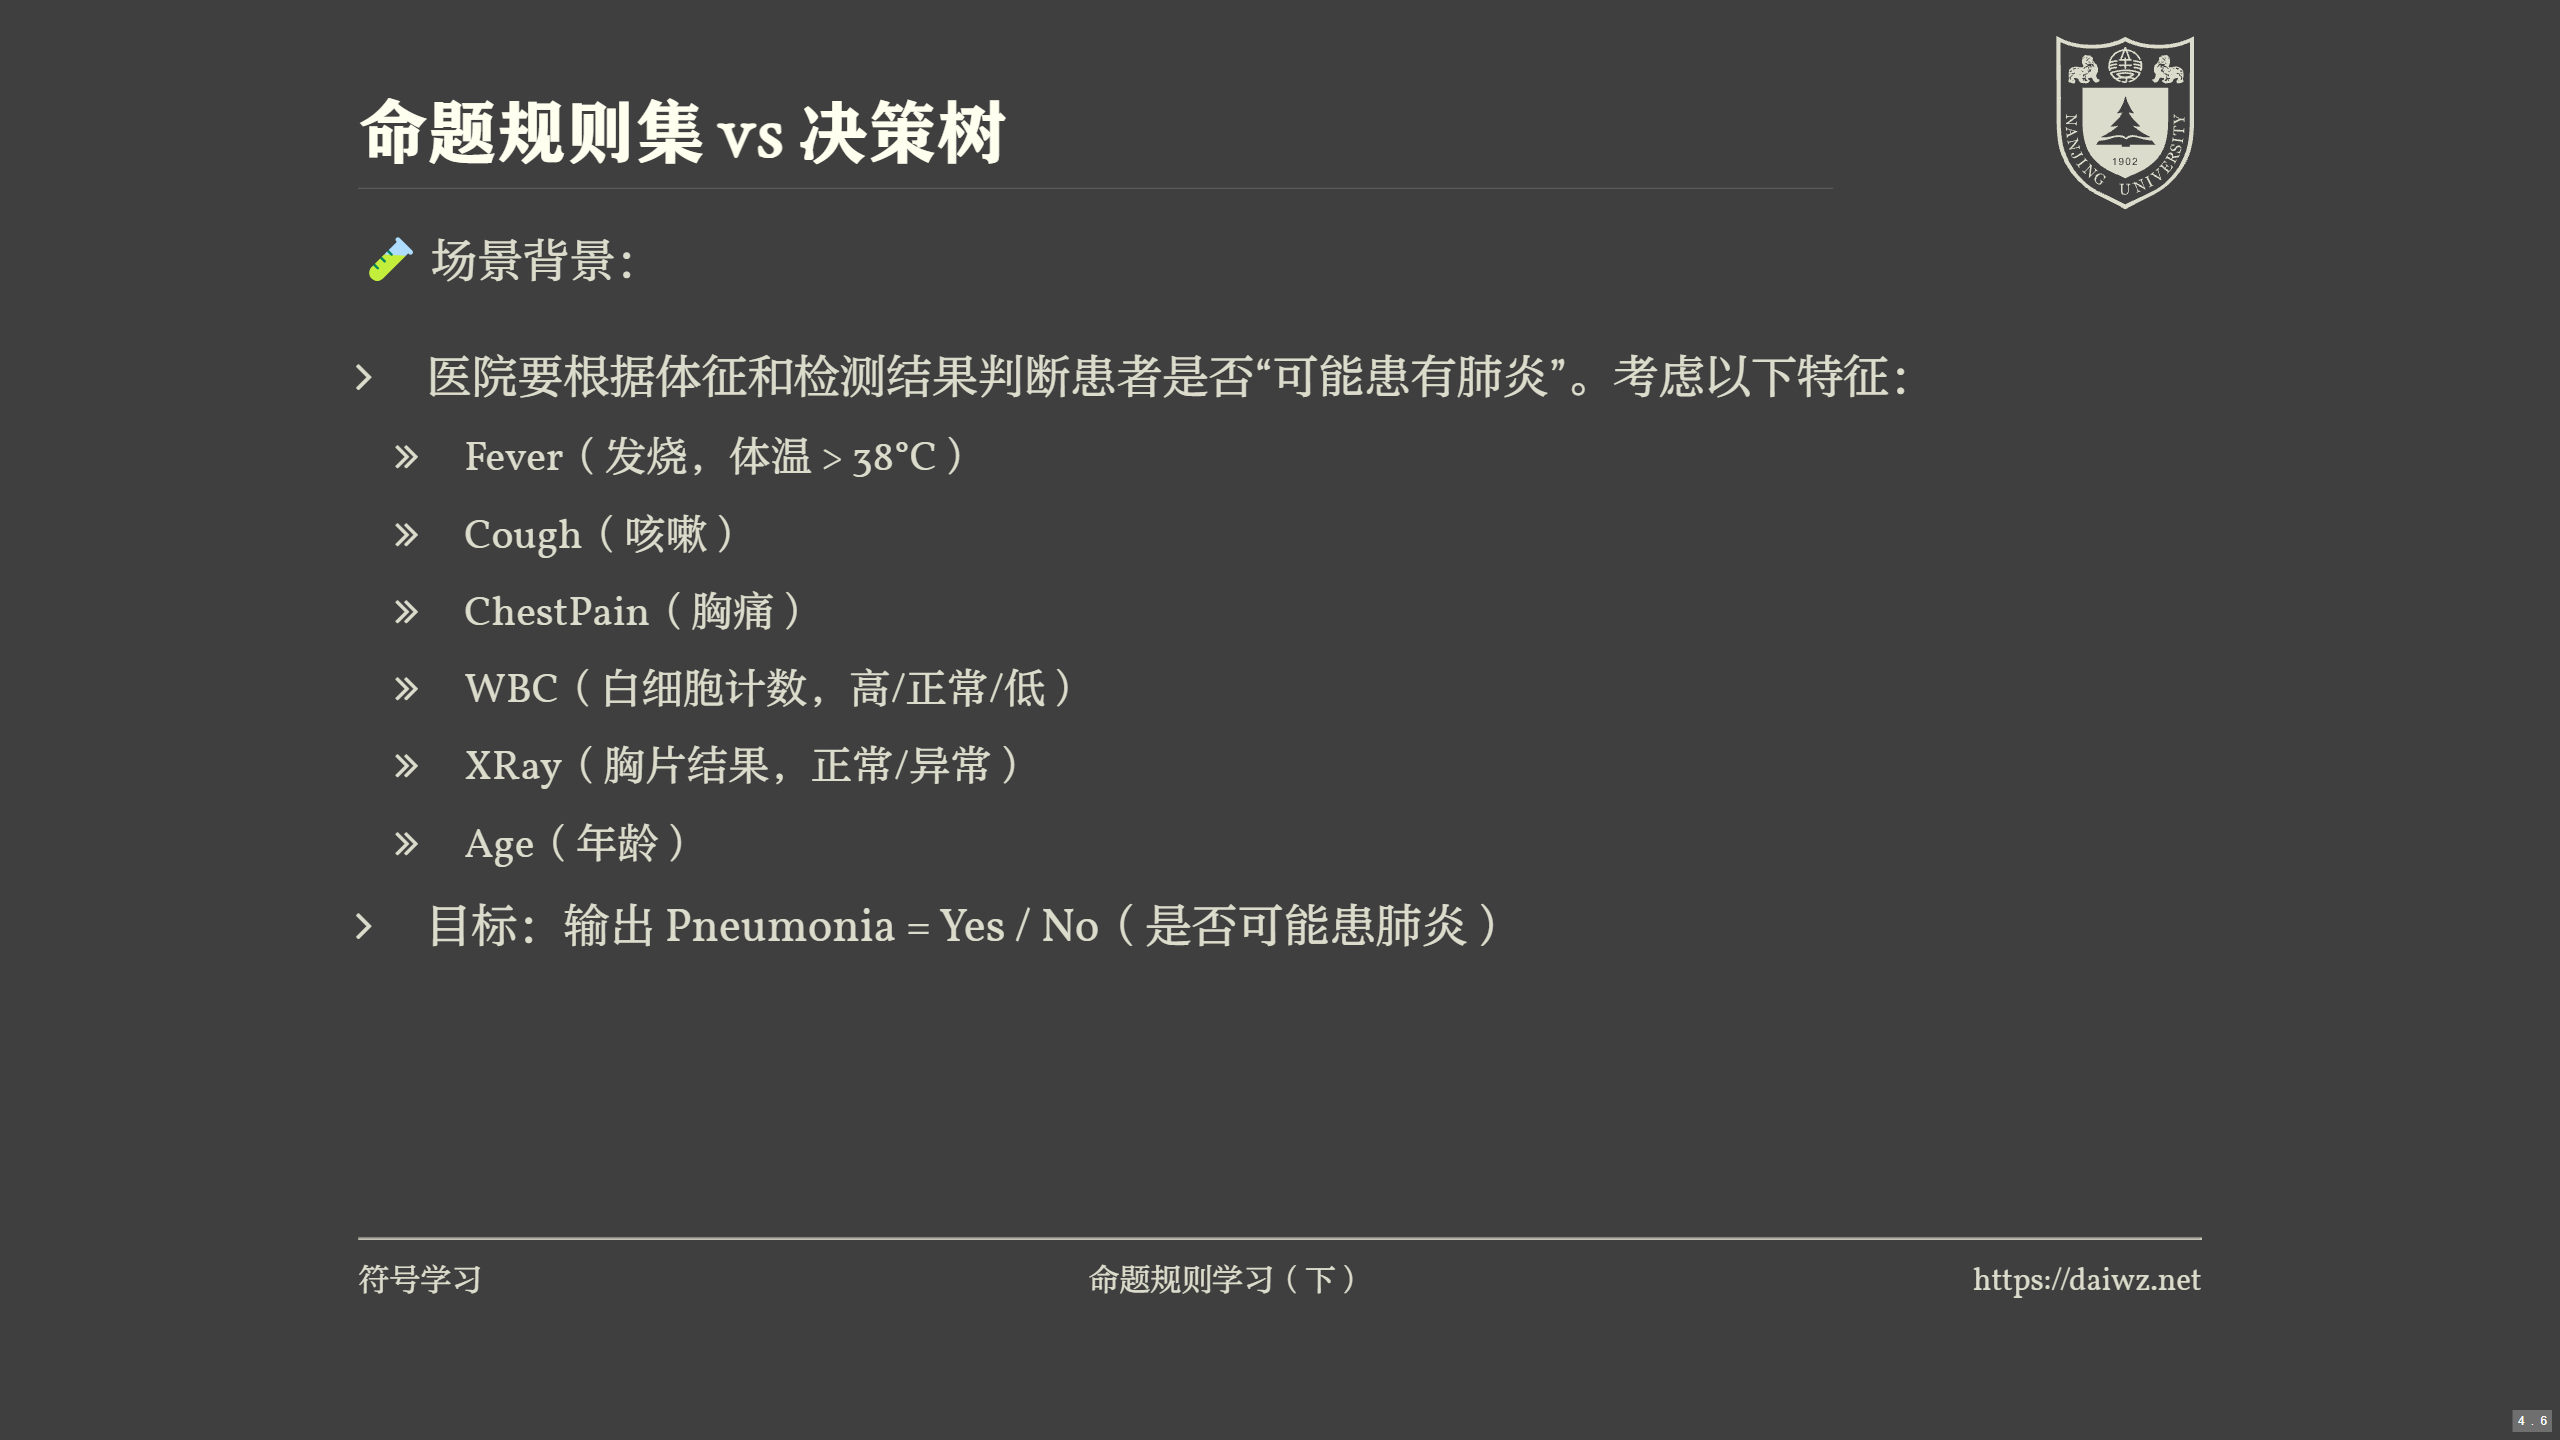 命题规则集 vs 决策树
NANJING UNIVERSITY
1902
场景背景：
医院要根据体征和检测结果判断患者是否“可能患有肺炎”。考虑以下特征：
Fever（发烧，体温 > 38°C）
Cough（咳嗽）
ChestPain（胸痛）
WBC（白细胞计数，高/正常/低）
XRay（胸片结果，正常/异常）
Age（年龄）
目标：输出 Pneumonia = Yes / No（是否可能患肺炎）
符号学习
命题规则学习（下）
https://daiwz.net
4 . 6